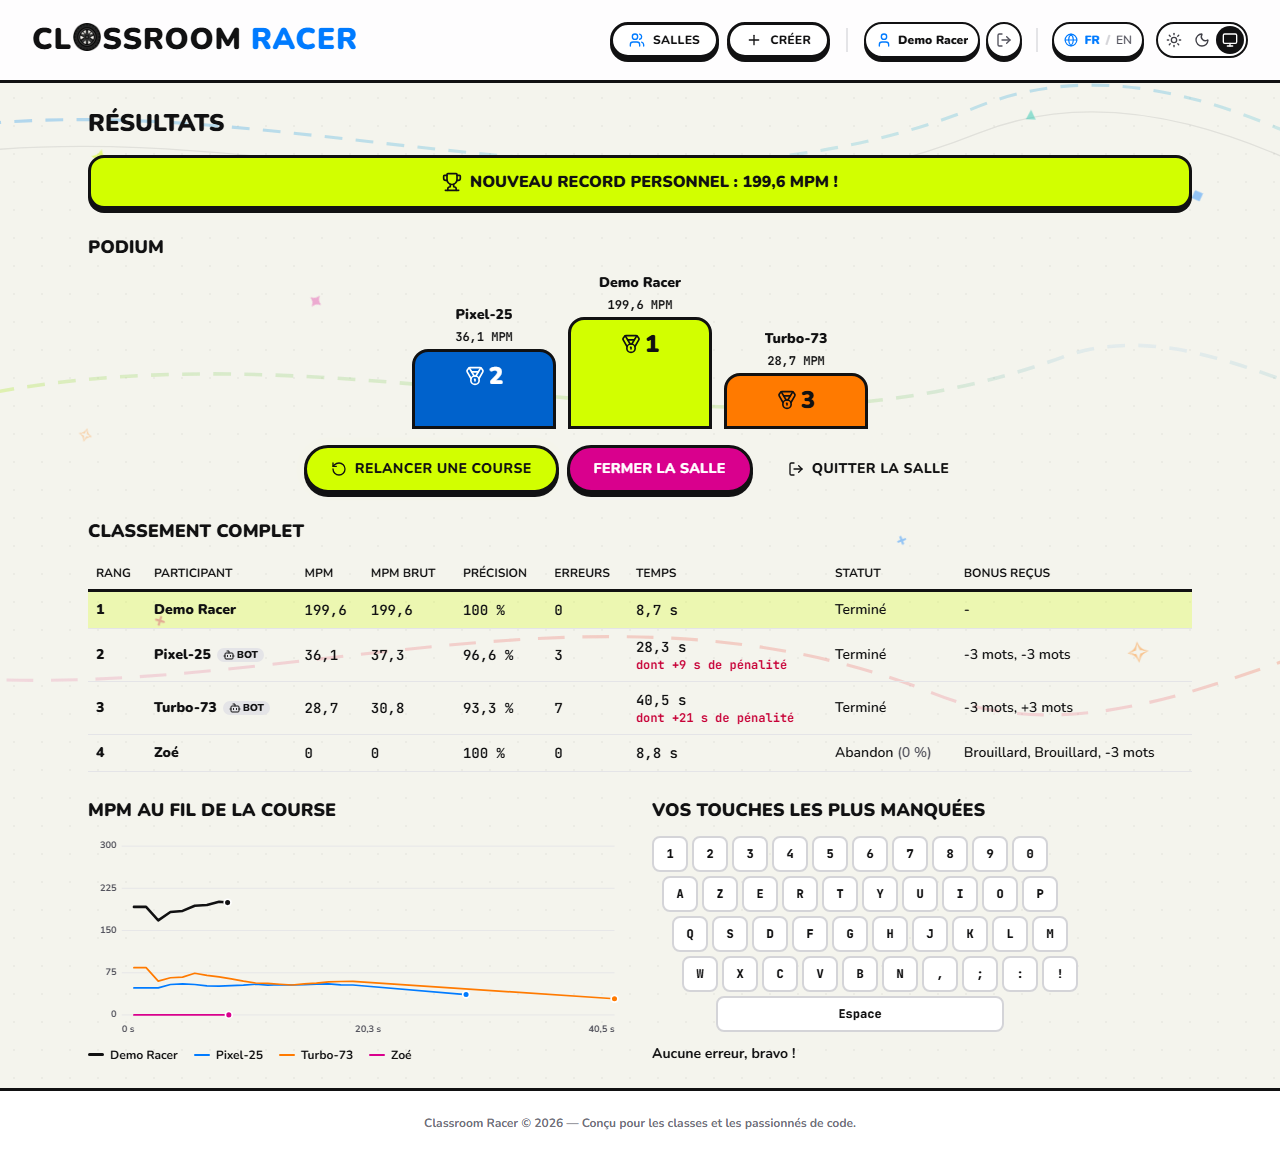 CLASSROOM RACER
SALLES
CRÉER
Demo Racer
FR / EN
RÉSULTATS
NOUVEAU RECORD PERSONNEL : 199,6 MPM !
PODIUM
Demo Racer
199,6 MPM
1
Pixel-25
36,1 MPM
2
Turbo-73
28,7 MPM
3
RELANCER UNE COURSE
FERMER LA SALLE
QUITTER LA SALLE
CLASSEMENT COMPLET
RANG PARTICIPANT MPM MPM BRUT PRÉCISION ERREURS TEMPS STATUT BONUS REÇUS
1 Demo Racer 199,6 199,6 100 % 0 8,7 s Terminé -
2 Pixel-25 BOT 36,1 37,3 96,6 % 3 28,3 s Terminé -3 mots, -3 mots
dont +9 s de pénalité
3 Turbo-73 BOT 28,7 30,8 93,3 % 7 40,5 s Terminé -3 mots, +3 mots
dont +21 s de pénalité
4 Zoé 0 0 100 % 0 8,8 s Abandon (0 %) Brouillard, Brouillard, -3 mots
MPM AU FIL DE LA COURSE
300
225
150
75
0
0 s 20,3 s 40,5 s
Demo Racer Pixel-25 Turbo-73 Zoé
VOS TOUCHES LES PLUS MANQUÉES
1 2 3 4 5 6 7 8 9 0
A Z E R T Y U I O P
Q S D F G H J K L M
W X C V B N , ; : !
Espace
Aucune erreur, bravo !
Classroom Racer © 2026 — Conçu pour les classes et les passionnés de code.